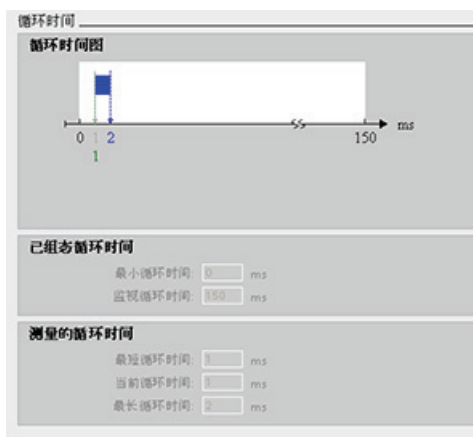 循环时间
循环时间图
0 1 2 150 ms
1
已组态循环时间
最小循环时间: 0 ms
监视循环时间: 150 ms
测量的循环时间
最短循环时间: 1 ms
当前循环时间: 1 ms
最长循环时间: 2 ms